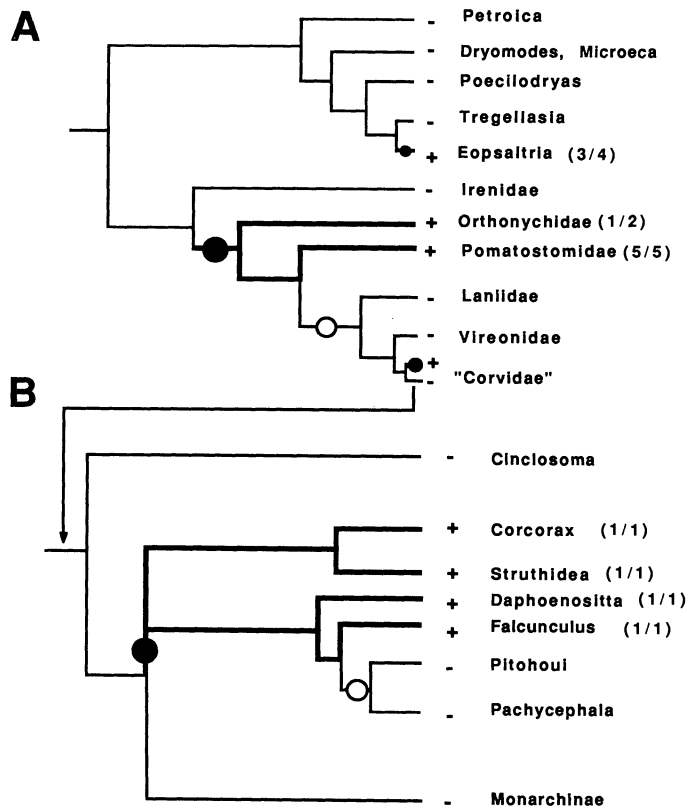 A
- Petroica
- Dryomodes, Microeca
- Poecilodryas
- Tregellasia
+ Eopsaltria (3/4)
- Irenidae
+ Orthonychidae (1/2)
+ Pomatostomidae (5/5)
- Laniidae
- Vireonidae
+
- "Corvidae"
B
- Cinclosoma
+ Corcorax (1/1)
+ Struthidea (1/1)
+ Daphoenositta (1/1)
+ Falcunculus (1/1)
- Pitohoui
- Pachycephala
- Monarchinae